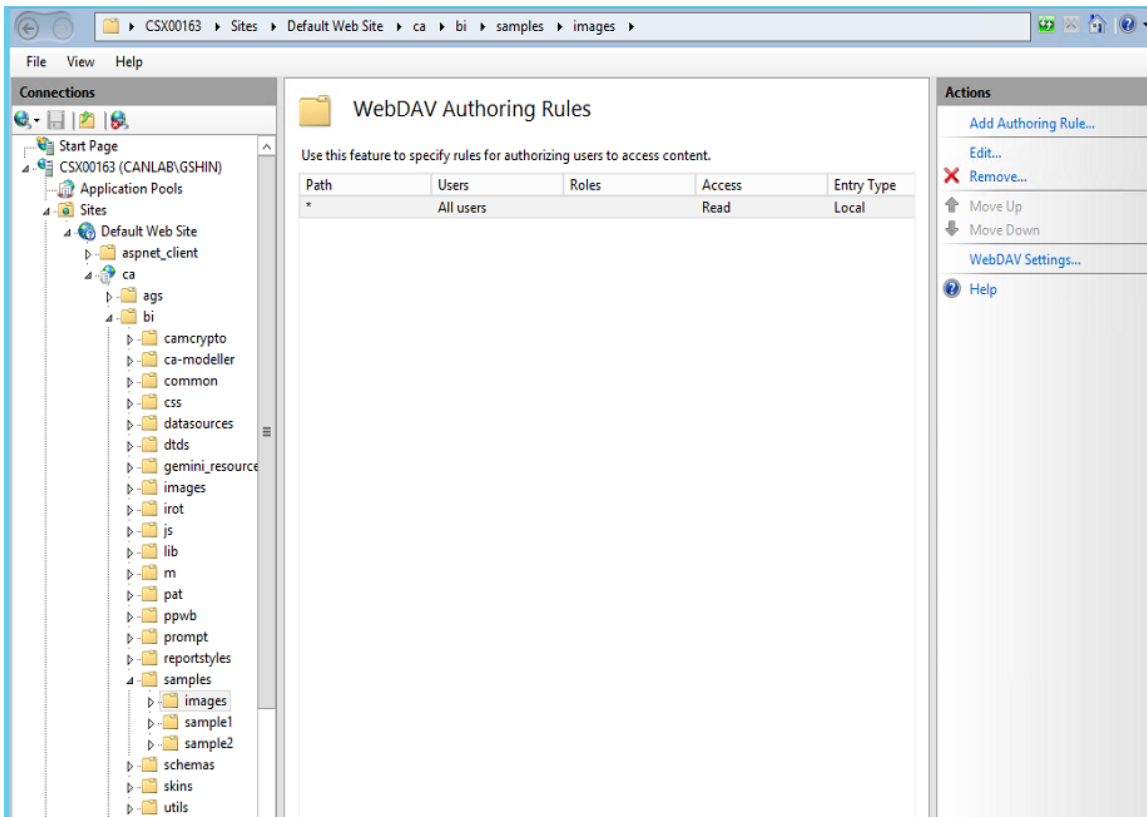 CSX00163 Sites Default Web Site ca bi samples images
File View Help
Connections
Start Page
CSX00163 (CANLAB\GSHIN)
Application Pools
Sites
Default Web Site
aspnet_client
ca
ags
bi
camcrypto
ca-modeller
common
css
datasources
dtds
gemini_resource
images
irot
js
lib
m
pat
ppwb
prompt
reportstyles
samples
images
sample1
sample2
schemas
skins
utils
WebDAV Authoring Rules
Use this feature to specify rules for authorizing users to access content.
Path Users Roles Access Entry Type
* All users Read Local
Actions
Add Authoring Rule...
Edit...
Remove...
Move Up
Move Down
WebDAV Settings...
Help